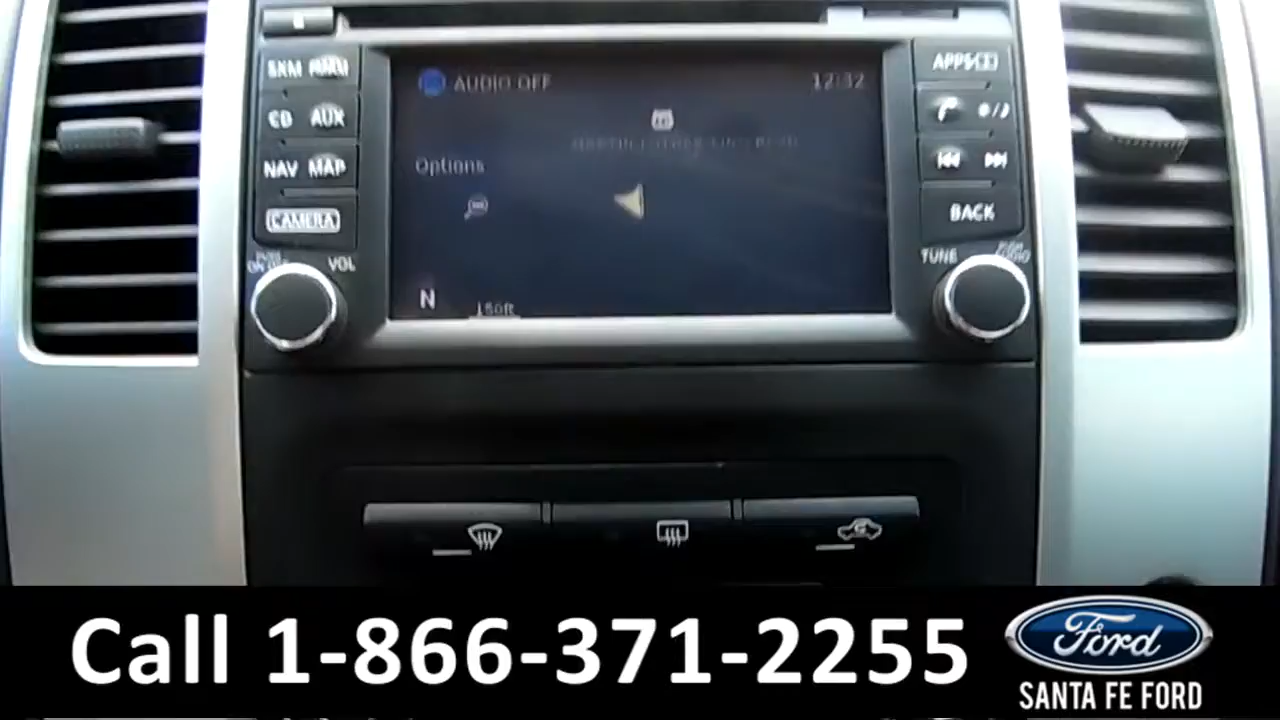 AUDIO OFF
12:32
APPS
CD AUX
Options
NAV MAP
CAMERA
BACK
VOL
TUNE
N
150ft
Call 1-866-371-2255
Ford
SANTA FE FORD